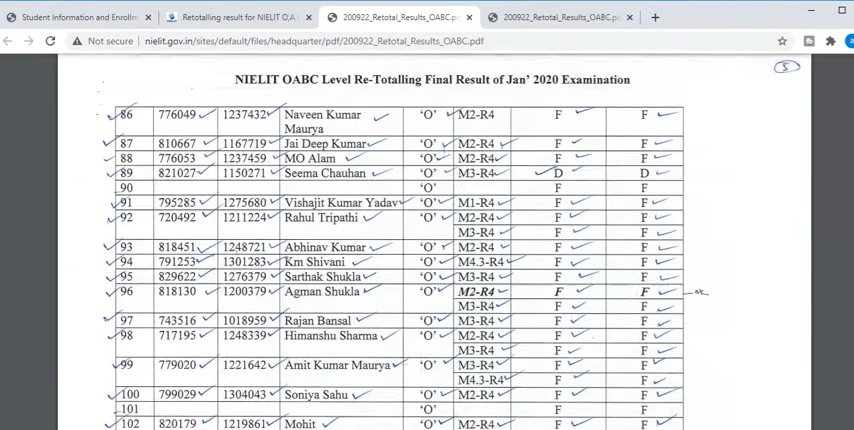 Student Information and Enrollm
Retotalling result for NIELIT O,A,
200922_Retotal_Results_OABC.p
200922_Retotal_Results_OABC.pdf
Not secure nielit.gov.in/sites/default/files/headquarter/pdf/200922_Retotal_Results_OABC.pdf
NIELIT OABC Level Re-Totalling Final Result of Jan' 2020 Examination
86 776049 1237432 Naveen Kumar 'O' M2-R4 F F
Maurya
87 810667 1167719 Jai Deep Kumar 'O' M2-R4 F F
88 776053 1237459 MO Alam 'O' M2-R4 F F
89 821027 1150271 Seema Chauhan 'O' M3-R4 D D
90 'O' F F
91 795285 1275680 Vishajit Kumar Yadav 'O' M1-R4 F F
92 720492 1211224 Rahul Tripathi 'O' M2-R4 F F
M3-R4 F F
93 818451 1248721 Abhinav Kumar 'O' M2-R4 F F
94 791253 1301283 Km Shivani 'O' M4.3-R4 F F
95 829622 1276379 Sarthak Shukla 'O' M3-R4 F F
96 818130 1200379 Agman Shukla 'O' M2-R4 F F
M3-R4 F F
97 743516 1018959 Rajan Bansal 'O' M3-R4 F F
98 717195 1248339 Himanshu Sharma 'O' M2-R4 F F
M3-R4 F F
99 779020 1221642 Amit Kumar Maurya 'O' M3-R4 F F
M4.3-R4 F F
100 799029 1304043 Soniya Sahu 'O' M2-R4 F F
101 'O' F F
102 820179 1219861 Mohit 'O' M2-R4 F F